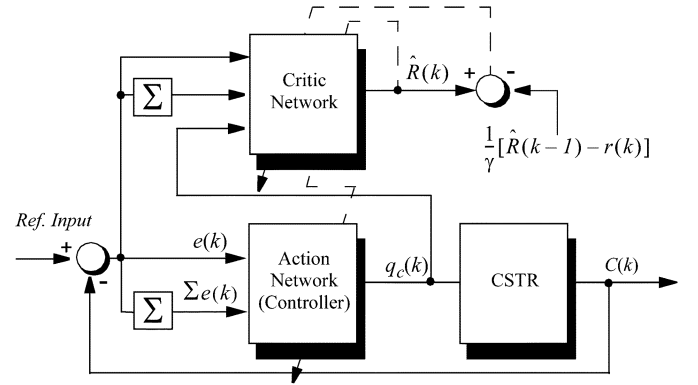 Critic
Network
R̂(k)
+
-
Σ
1/γ [R̂(k-1) - r(k)]
Ref. Input
+
-
e(k)
Σ
Σe(k)
Action
Network
(Controller)
q_c(k)
CSTR
C(k)